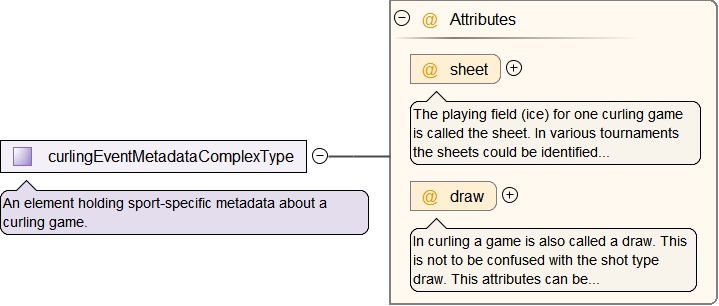 Attributes
@ sheet
The playing field (ice) for one curling game
is called the sheet. In various tournaments
the sheets could be identified...
curlingEventMetadataComplexType
An element holding sport-specific metadata about a
curling game.
@ draw
In curling a game is also called a draw. This
is not to be confused with the shot type
draw. This attributes can be...